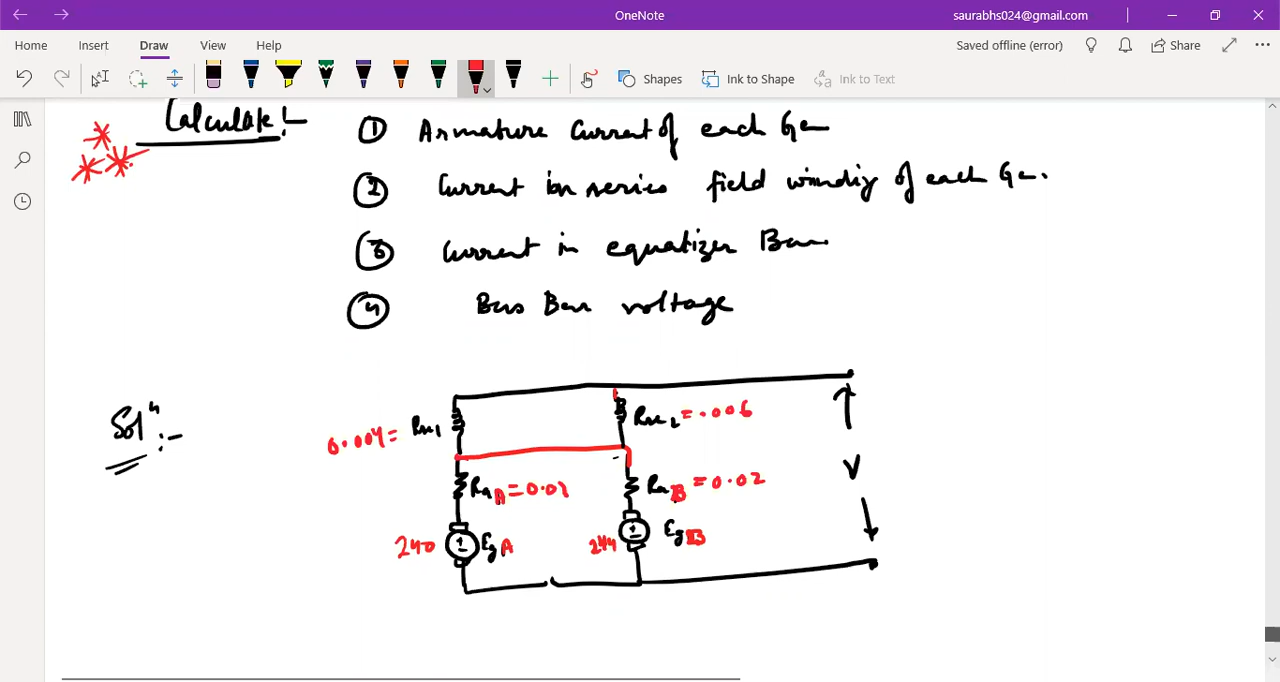 OneNote
saurabhs024@gmail.com
Home Insert Draw View Help
Saved offline (error)
Share
Shapes
Ink to Shape
Ink to Text
Calculate!-
① Armature Current of each Gen
② Current in series field winding of each Gen.
③ Current in equatizer Bar
④ Bus Bar voltage
Solⁿ :-
0.004= Rse1
Rse2 = .006
RaA = 0.01
RaB = 0.02
240 EgA
244 EgB
V